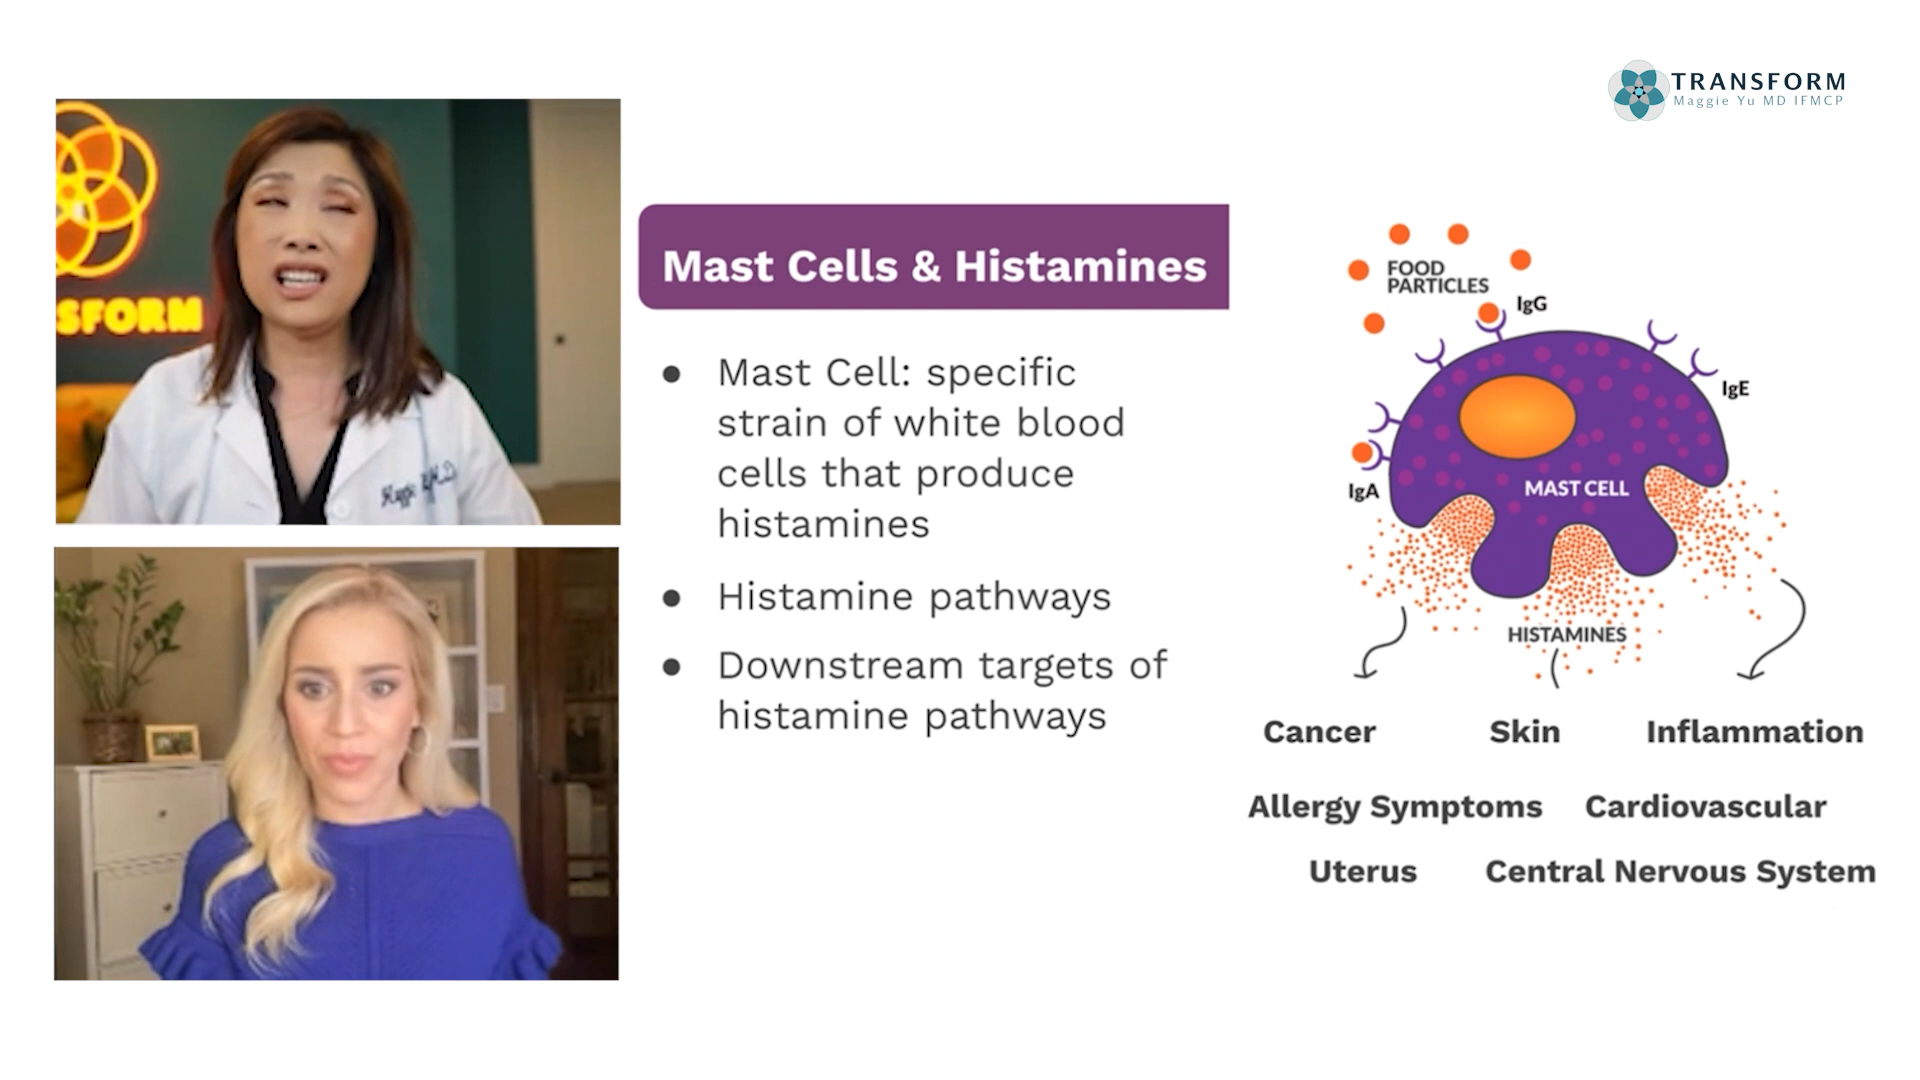 TRANSFORM
Maggie Yu MD IFMCP
SFORM
Mast Cells & Histamines
● Mast Cell: specific
strain of white blood
cells that produce
histamines
● Histamine pathways
● Downstream targets of
histamine pathways
FOOD
PARTICLES
IgG
IgE
IgA
MAST CELL
HISTAMINES
Cancer Skin Inflammation
Allergy Symptoms Cardiovascular
Uterus Central Nervous System